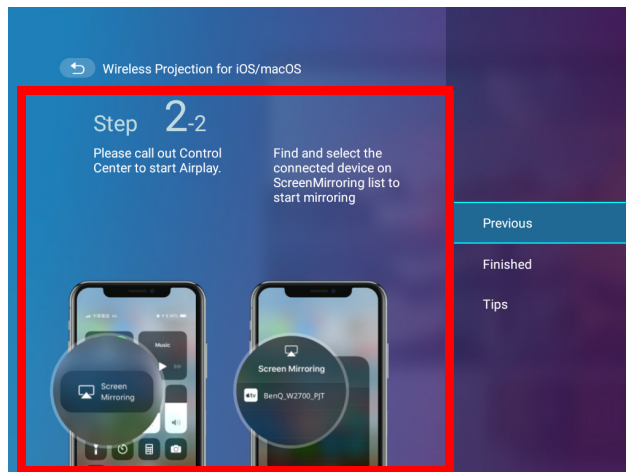 Wireless Projection for iOS/macOS
Step 2-2
Please call out Control
Center to start Airplay.
Find and select the
connected device on
ScreenMirroring list to
start mirroring
Music
Screen
Mirroring
Screen Mirroring
tv BenQ_W2700_PJT
Previous
Finished
Tips